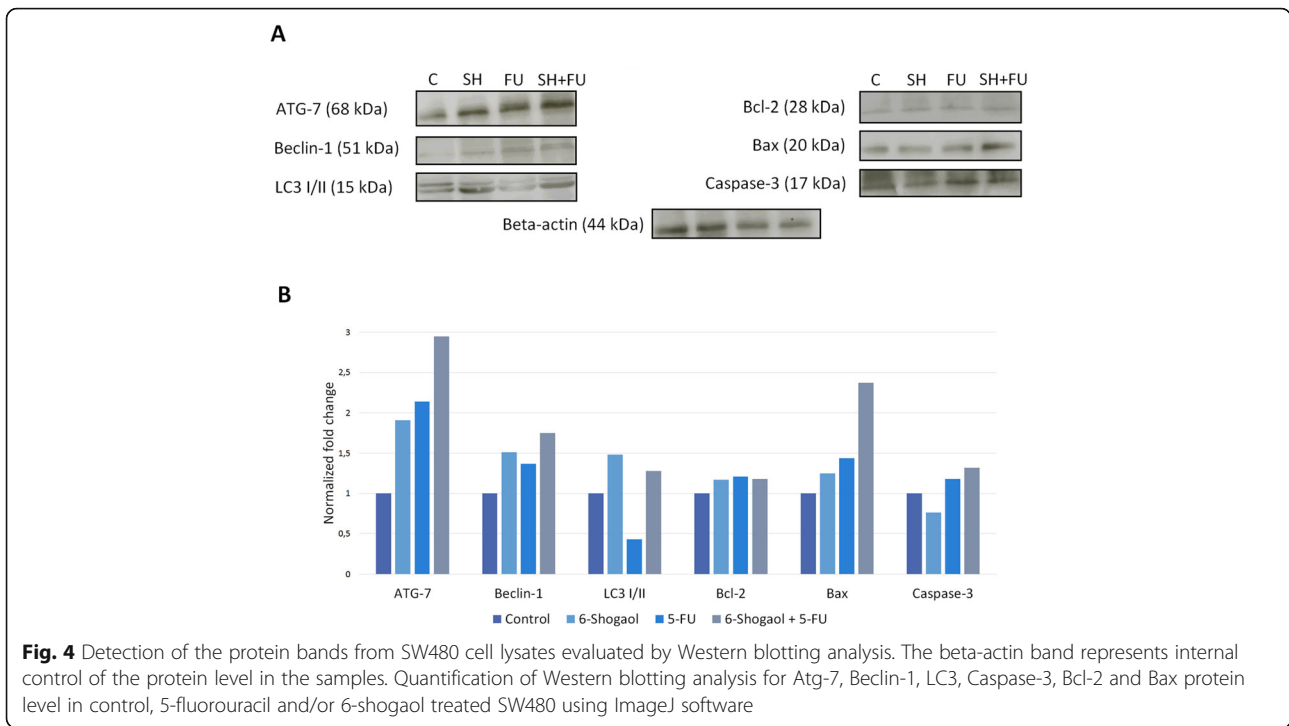 A
C SH FU SH+FU
ATG-7 (68 kDa)
Beclin-1 (51 kDa)
LC3 I/II (15 kDa)
C SH FU SH+FU
Bcl-2 (28 kDa)
Bax (20 kDa)
Caspase-3 (17 kDa)
Beta-actin (44 kDa)
B
Normalized fold change
3
2,5
2
1,5
1
0,5
0
ATG-7 Beclin-1 LC3 I/II Bcl-2 Bax Caspase-3
Control 6-Shogaol 5-FU 6-Shogaol + 5-FU
Fig. 4 Detection of the protein bands from SW480 cell lysates evaluated by Western blotting analysis. The beta-actin band represents internal
control of the protein level in the samples. Quantification of Western blotting analysis for Atg-7, Beclin-1, LC3, Caspase-3, Bcl-2 and Bax protein
level in control, 5-fluorouracil and/or 6-shogaol treated SW480 using ImageJ software